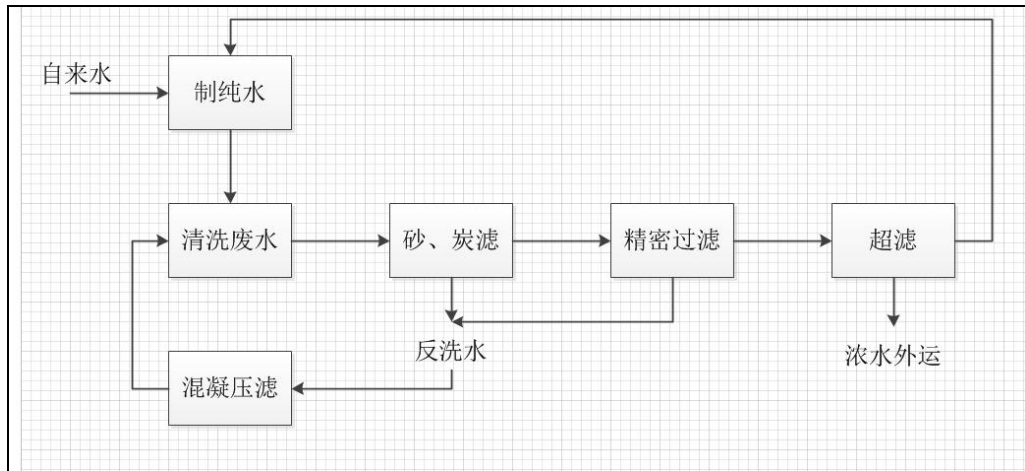 自来水
制纯水
清洗废水
砂、炭滤
精密过滤
超滤
反洗水
浓水外运
混凝压滤